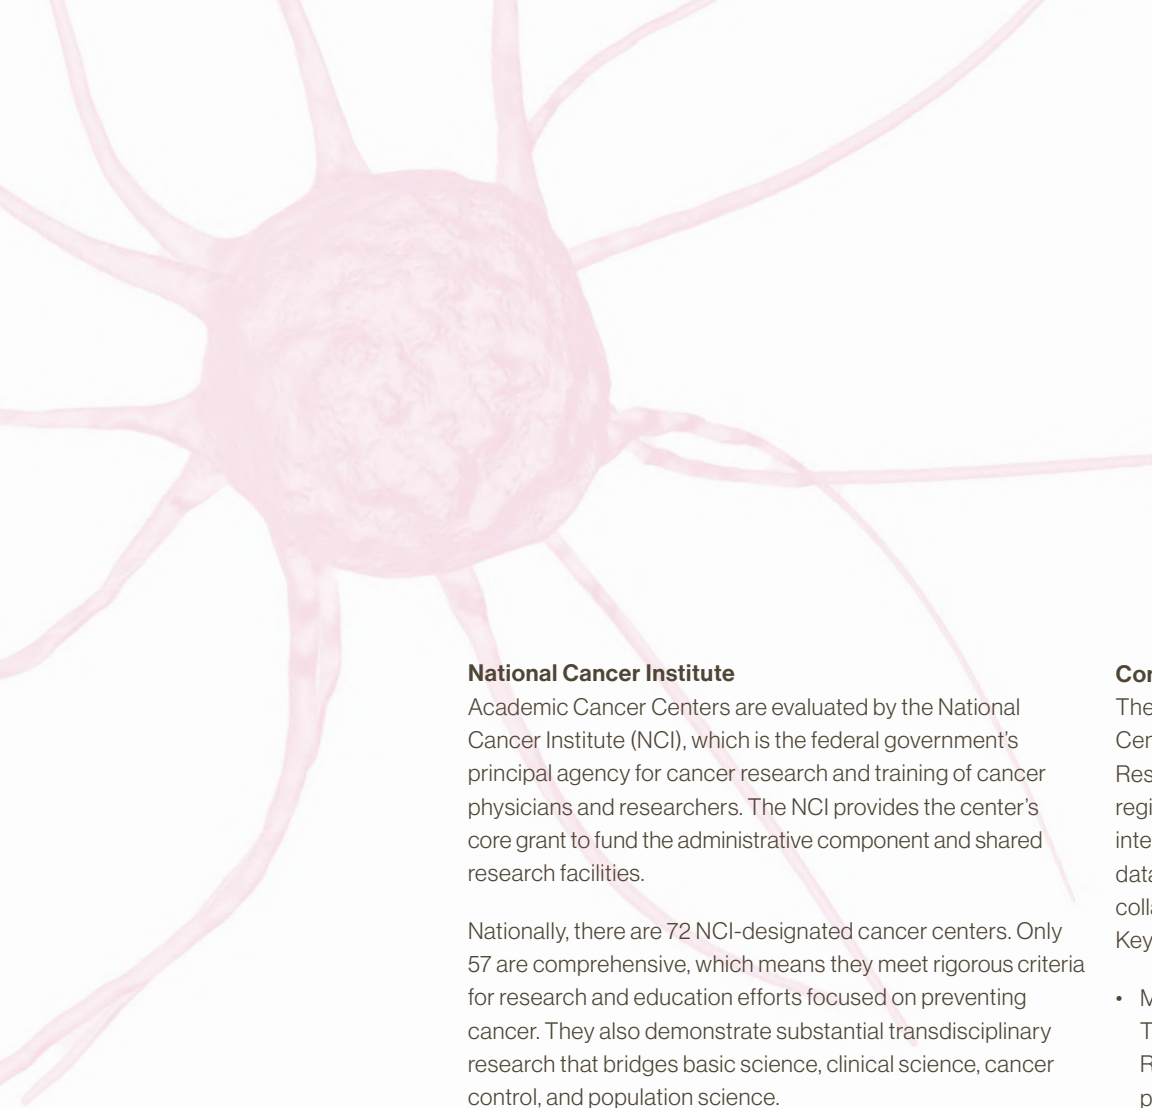 National Cancer Institute
Academic Cancer Centers are evaluated by the National
Cancer Institute (NCI), which is the federal government’s
principal agency for cancer research and training of cancer
physicians and researchers. The NCI provides the center’s
core grant to fund the administrative component and shared
research facilities.
Nationally, there are 72 NCI-designated cancer centers. Only
57 are comprehensive, which means they meet rigorous criteria
for research and education efforts focused on preventing
cancer. They also demonstrate substantial transdisciplinary
research that bridges basic science, clinical science, cancer
control, and population science.
The
Key
•